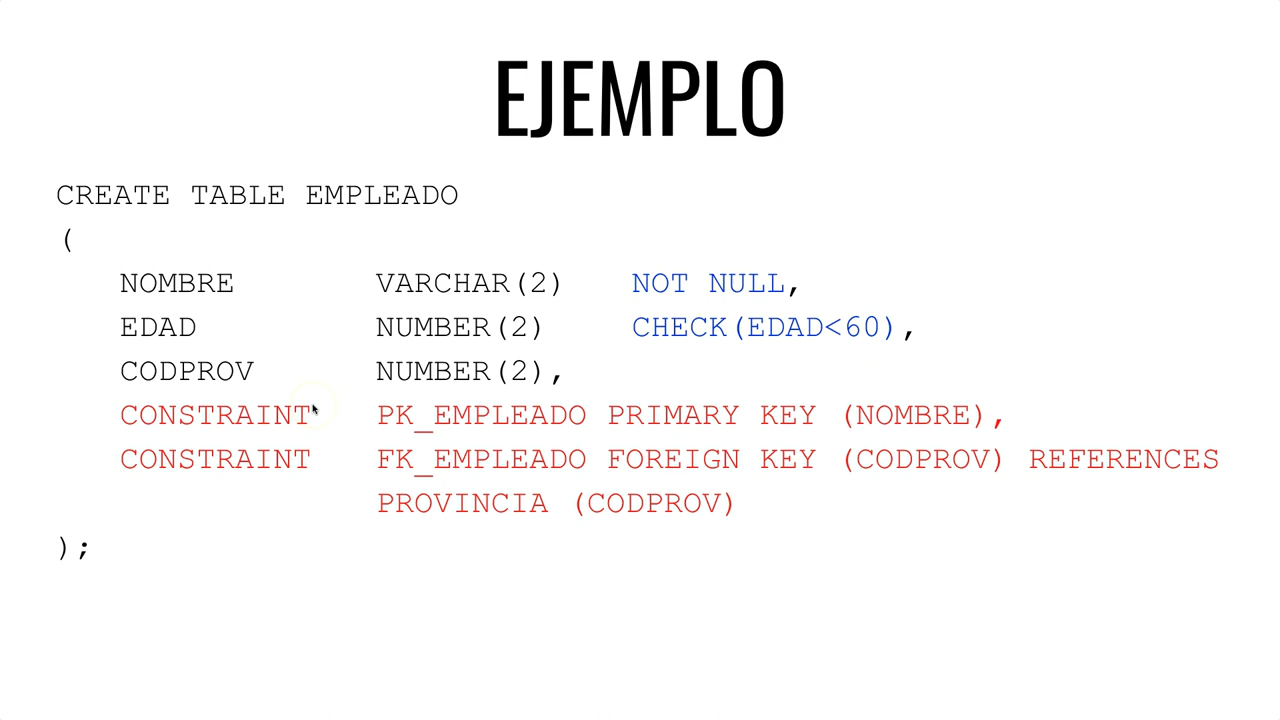 EJEMPLO
CREATE TABLE EMPLEADO
(
NOMBRE VARCHAR(2) NOT NULL,
EDAD NUMBER(2) CHECK(EDAD<60),
CODPROV NUMBER(2),
CONSTRAINT PK_EMPLEADO PRIMARY KEY (NOMBRE),
CONSTRAINT FK_EMPLEADO FOREIGN KEY (CODPROV) REFERENCES
PROVINCIA (CODPROV)
);